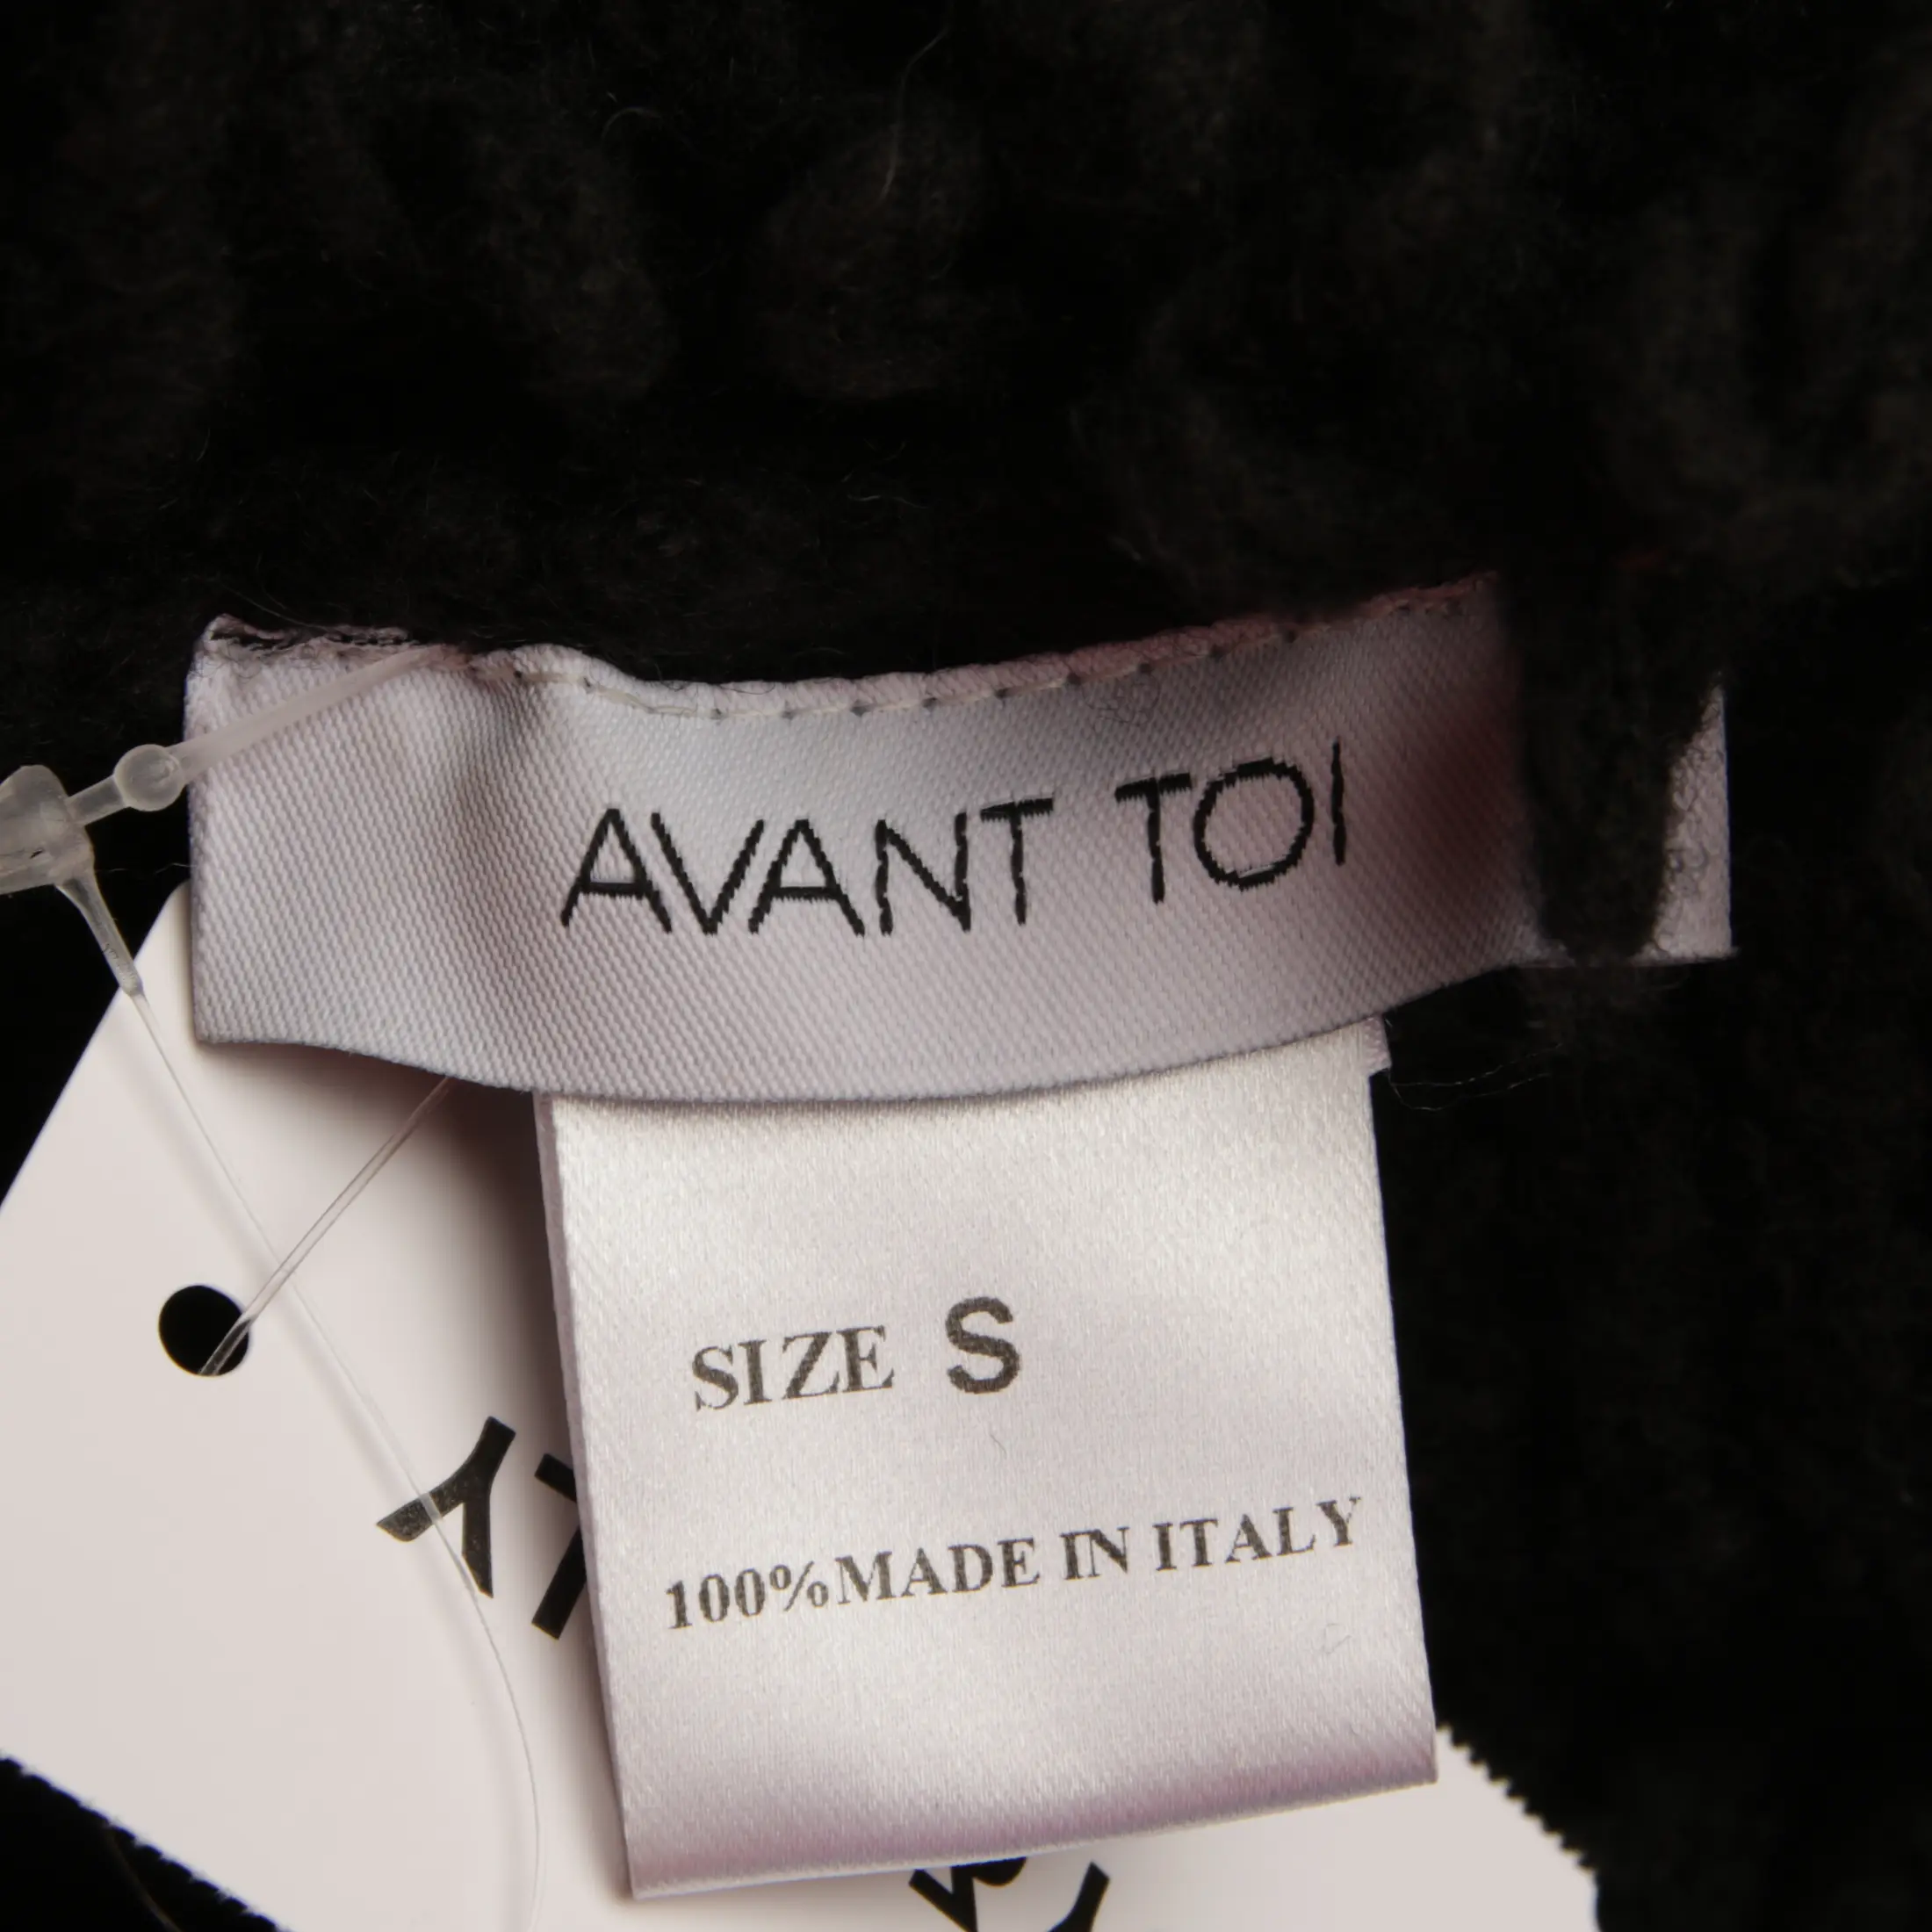 AVANT TOI
SIZE S
100%MADE IN ITALY